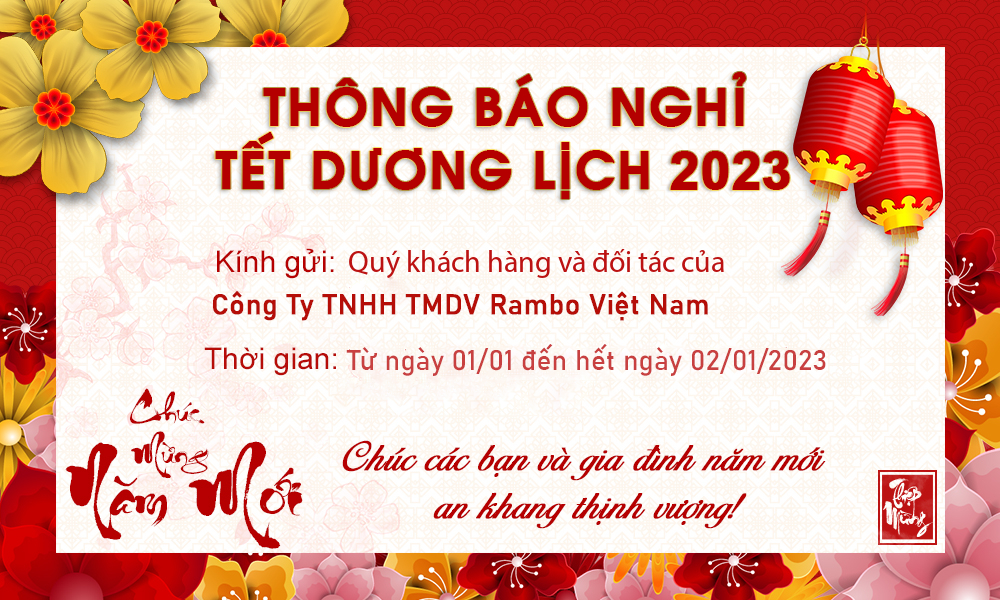 THÔNG BÁO NGHỈ
TẾT DƯƠNG LỊCH 2023
Kính gửi: Quý khách hàng và đối tác của
Công Ty TNHH TMDV Rambo Việt Nam
Thời gian: Từ ngày 01/01 đến hết ngày 02/01/2023
Chúc
Mừng
Năm Mới
Chúc các bạn và gia đình năm mới
an khang thịnh vượng!
Thiệp
Mừng